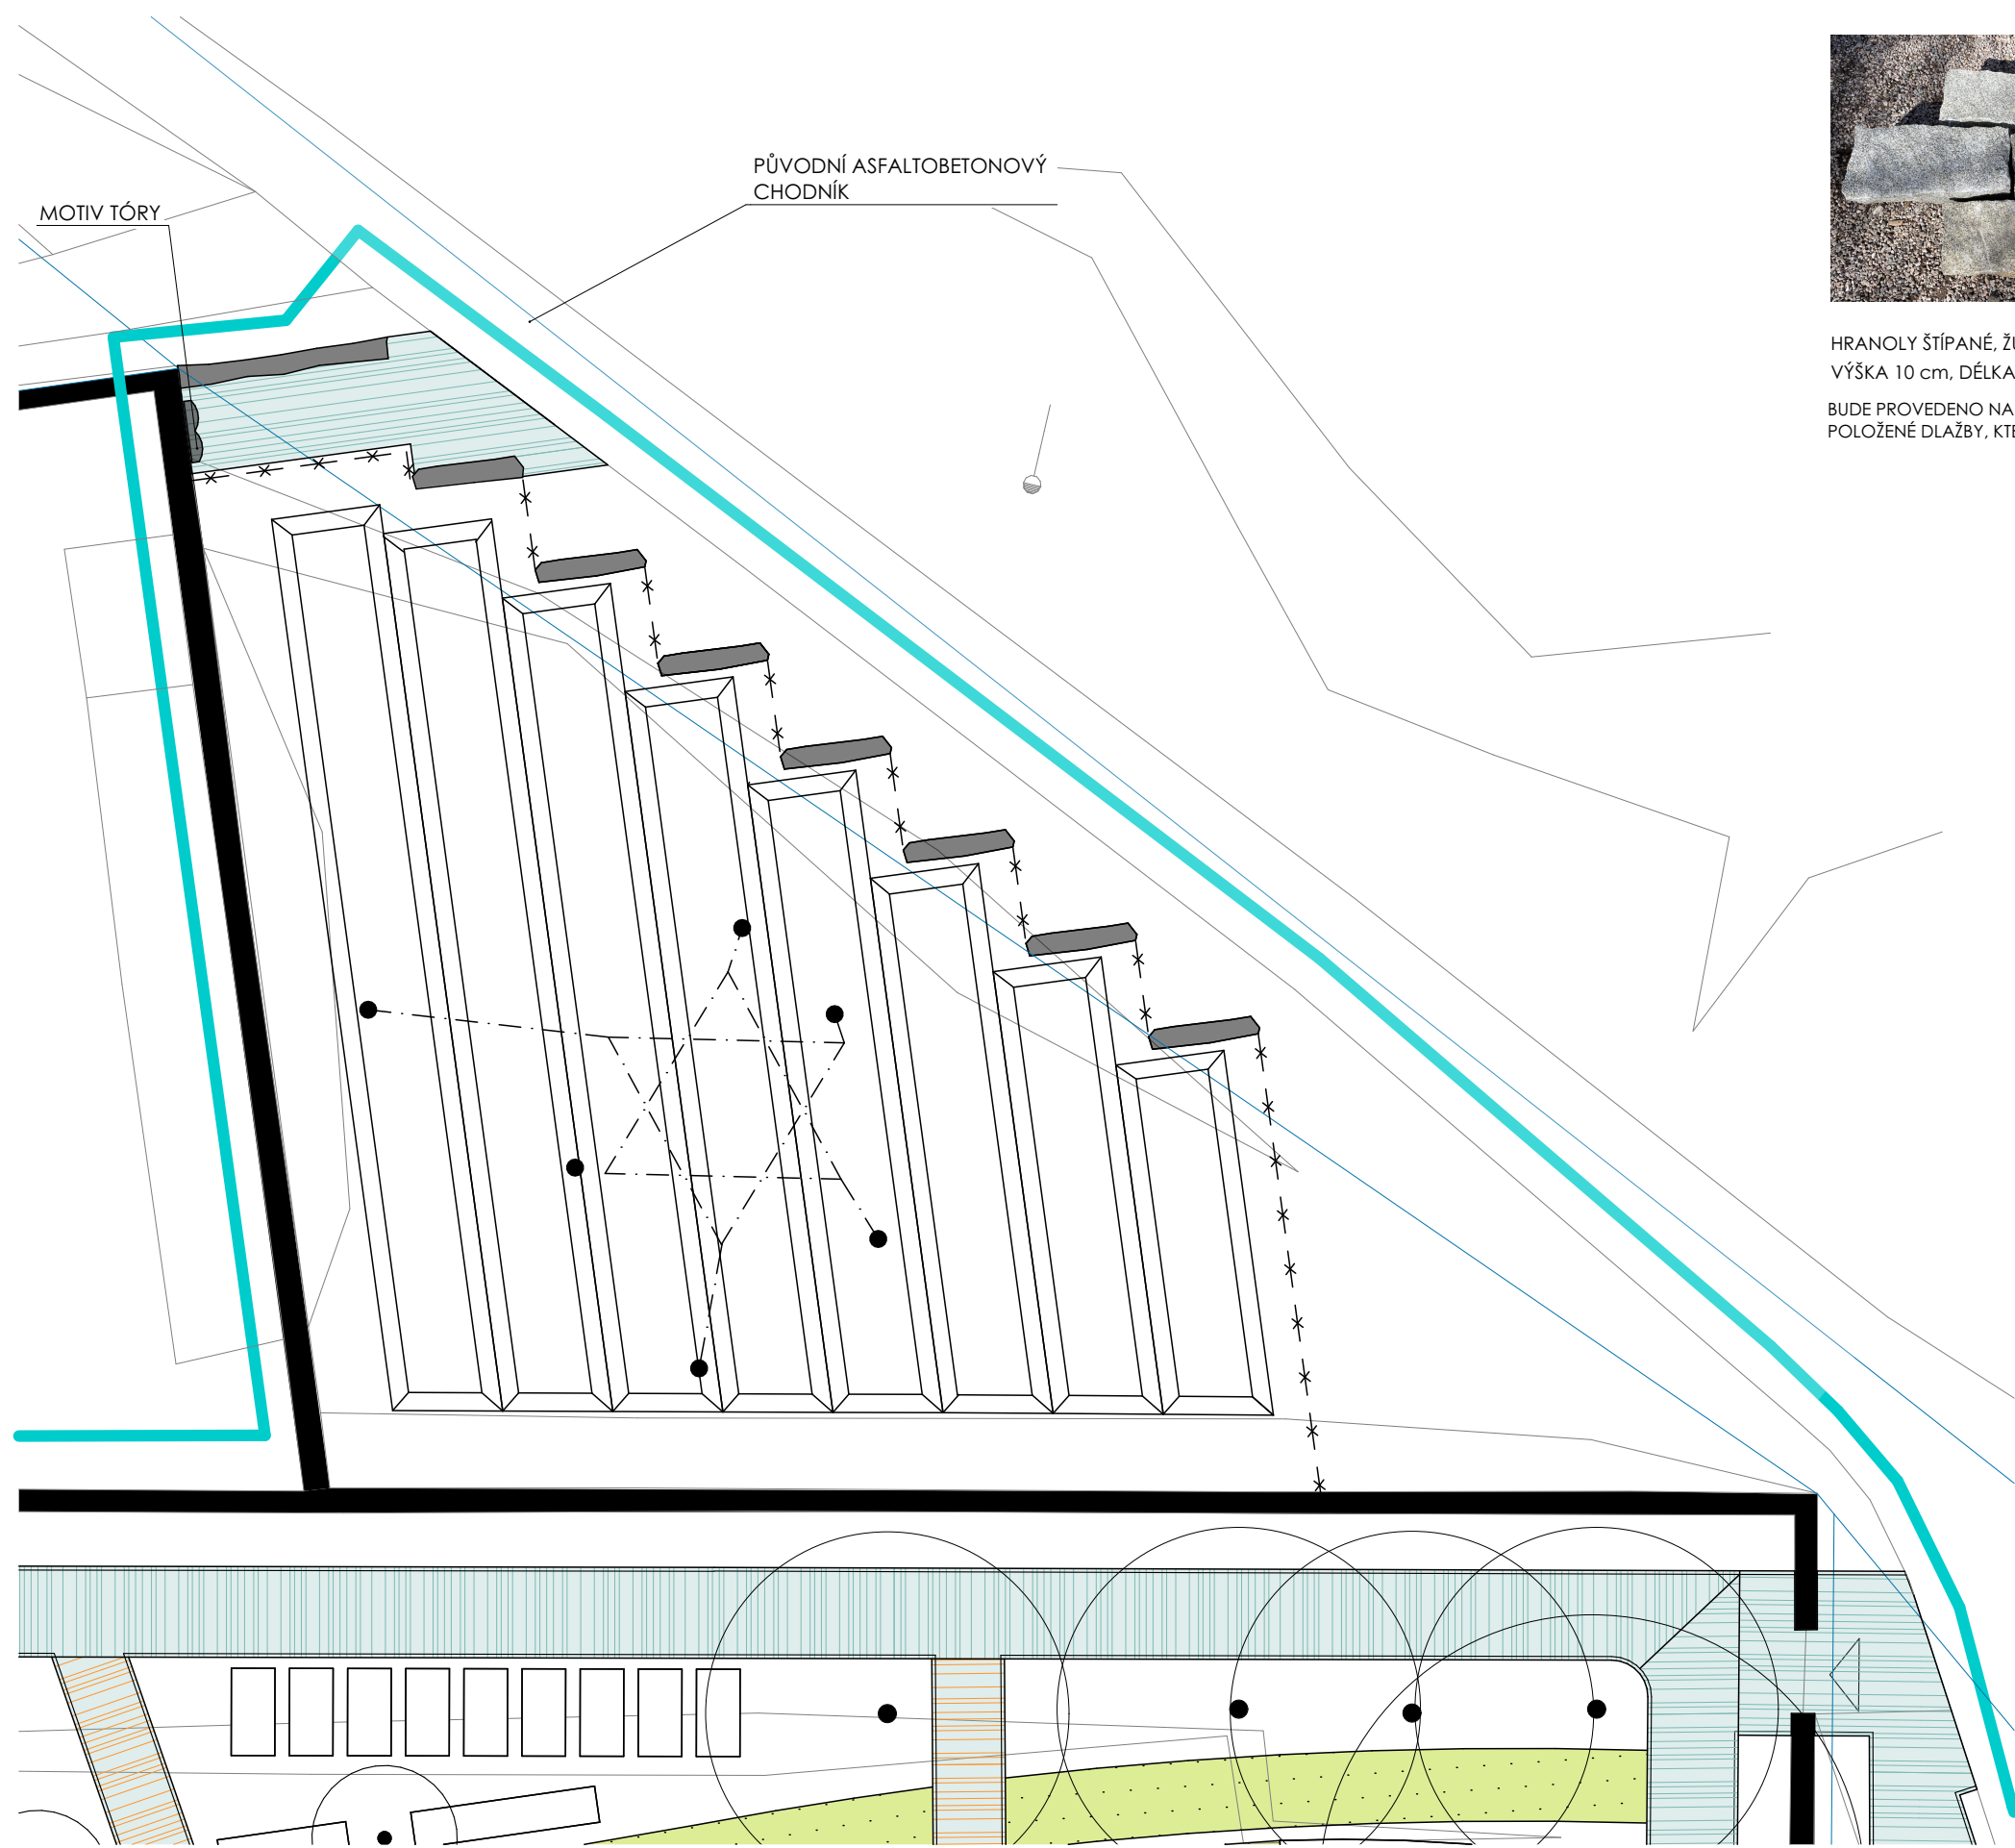 PŮVODNÍ ASFALTOBETONOVÝ
CHODNÍK
MOTIV TÓRY
HRANOLY ŠTÍPANÉ,
VÝŠKA 10 cm, DÉLKA
BUDE PROVEDENO NA
POLOŽENÉ DLAŽBY,